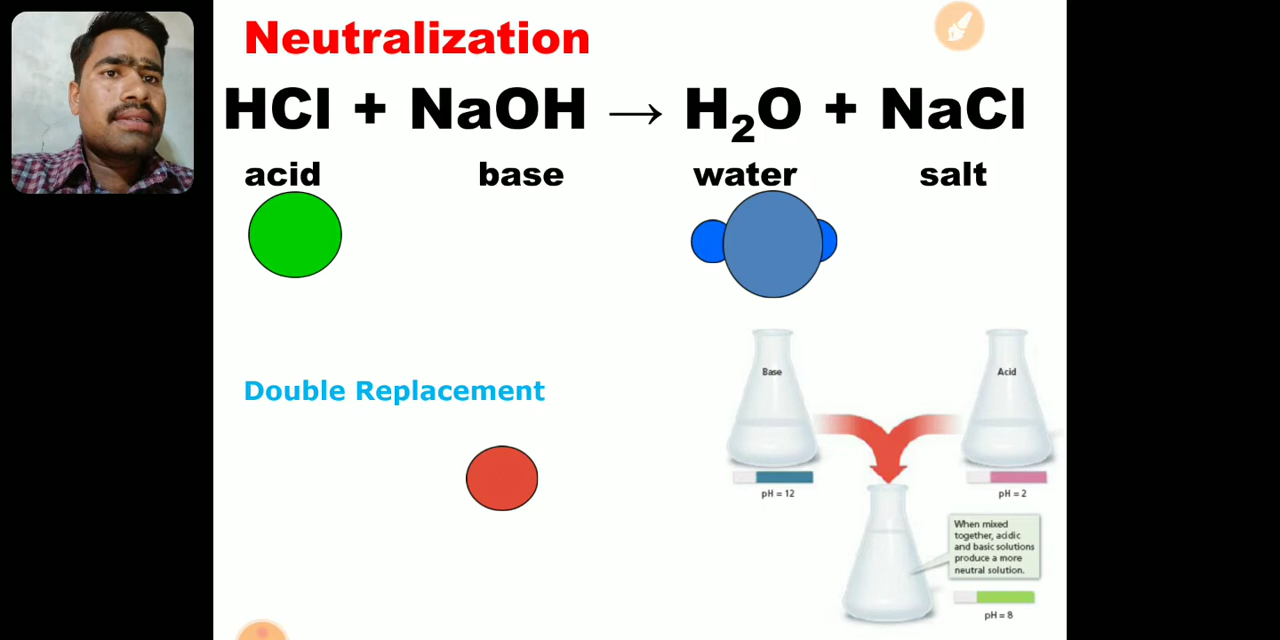 Neutralization
HCl + NaOH → H₂O + NaCl
acid base water salt
Double Replacement
Base
Acid
pH = 12
pH = 2
When mixed
together, acidic
and basic solutions
produce a more
neutral solution.
pH = 8